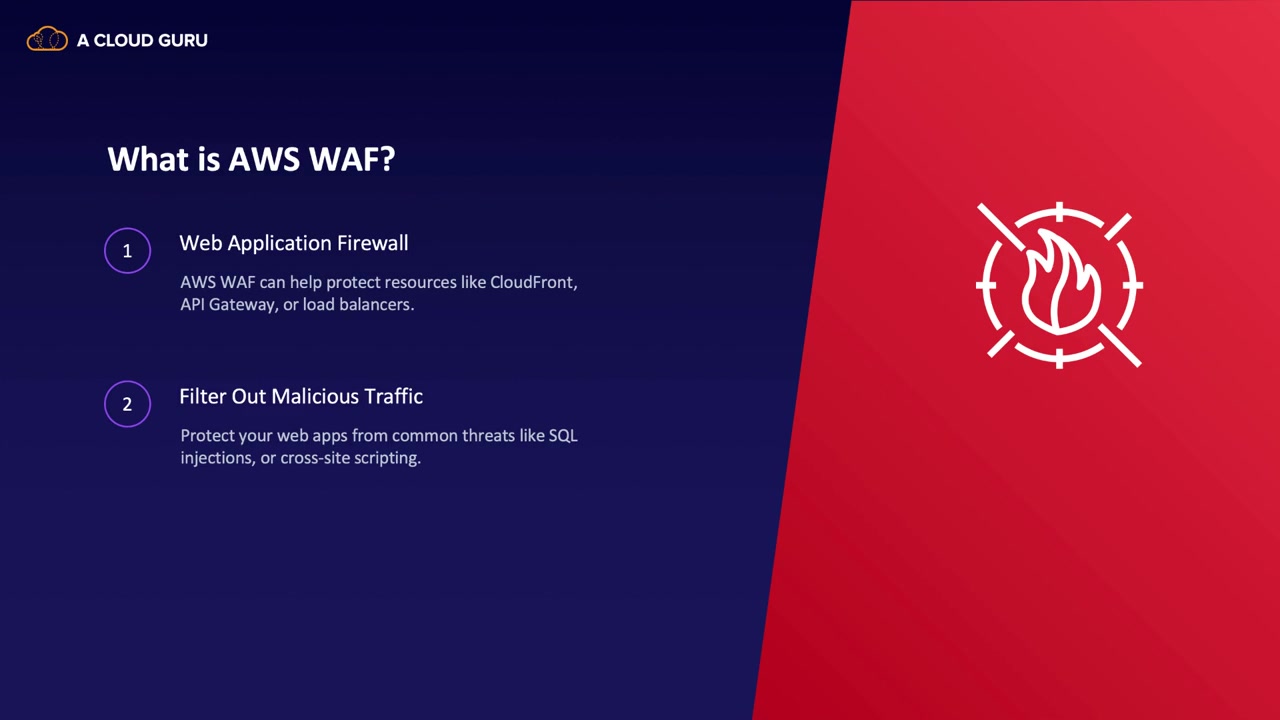 A CLOUD GURU
What is AWS WAF?
1
Web Application Firewall
AWS WAF can help protect resources like CloudFront,
API Gateway, or load balancers.
2
Filter Out Malicious Traffic
Protect your web apps from common threats like SQL
injections, or cross-site scripting.